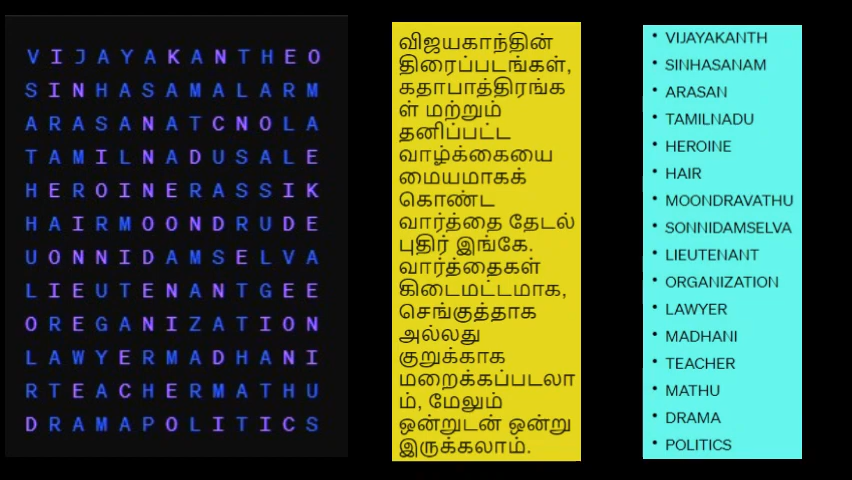 V I J A Y A K A N T H E O
S I N H A S A M A L A R M
A R A S A N A T C N O L A
T A M I L N A D U S A L E
H E R O I N E R A S S I K
H A I R M O O N D R U D E
U O N N I D A M S E L V A
L I E U T E N A N T G E E
O R E G A N I Z A T I O N
L A W Y E R M A D H A N I
R T E A C H E R M A T H U
D R A M A P O L I T I C S
விஜயகாந்தின்
திரைப்படங்கள்,
கதாபாத்திரங்க
ள் மற்றும்
தனிப்பட்ட
வாழ்க்கையை
மையமாகக்
கொண்ட
வார்த்தை தேடல்
புதிர் இங்கே.
வார்த்தைகள்
கிடைமட்டமாக,
செங்குத்தாக
அல்லது
குறுக்காக
மறைக்கப்படலா
ம், மேலும்
ஒன்றுடன் ஒன்று
இருக்கலாம்.
• VIJAYAKANTH
• SINHASANAM
• ARASAN
• TAMILNADU
• HEROINE
• HAIR
• MOONDRAVATHU
• SONNIDAMSELVA
• LIEUTENANT
• ORGANIZATION
• LAWYER
• MADHANI
• TEACHER
• MATHU
• DRAMA
• POLITICS